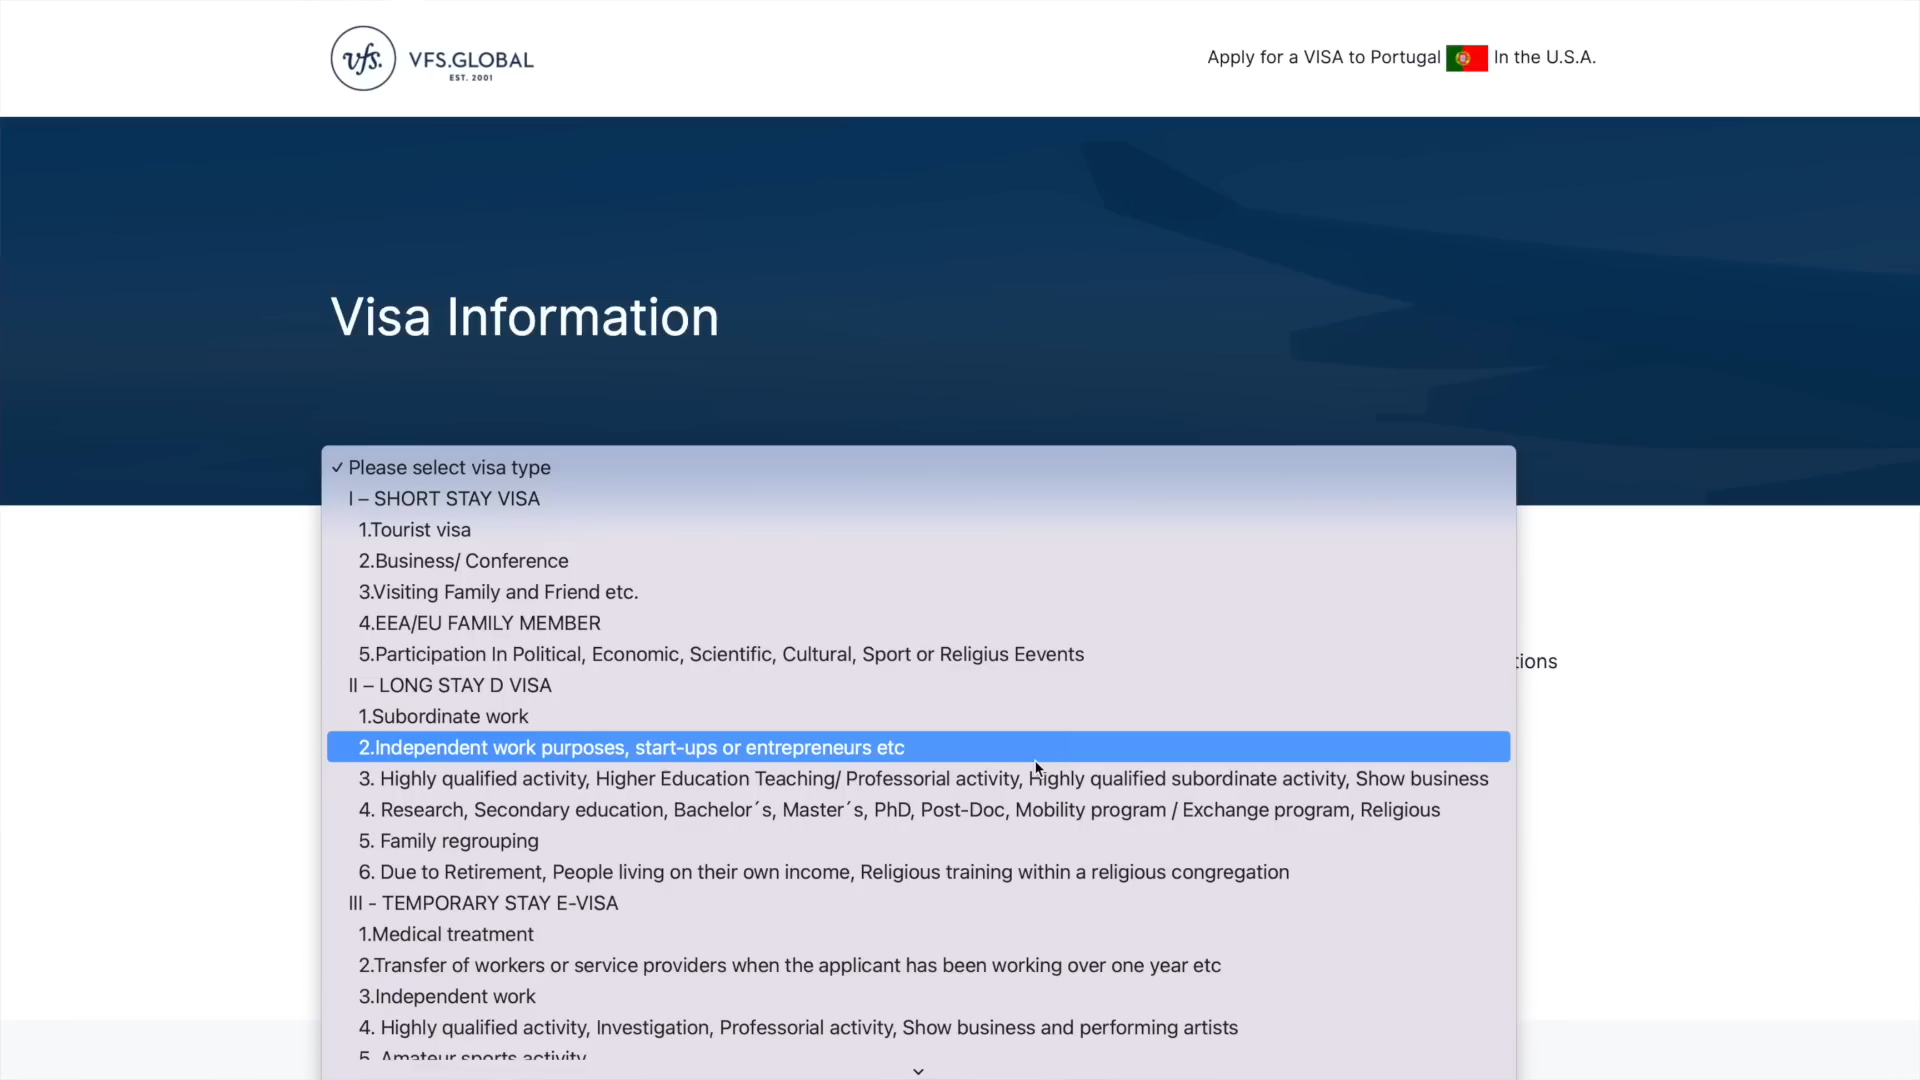 vfs. VFS.GLOBAL
EST. 2001
Apply for a VISA to Portugal In the U.S.A.
Visa Information
✓ Please select visa type
I – SHORT STAY VISA
1.Tourist visa
2.Business/ Conference
3.Visiting Family and Friend etc.
4.EEA/EU FAMILY MEMBER
5.Participation In Political, Economic, Scientific, Cultural, Sport or Religius Eevents
tions
II – LONG STAY D VISA
1.Subordinate work
2.Independent work purposes, start-ups or entrepreneurs etc
3. Highly qualified activity, Higher Education Teaching/ Professorial activity, Highly qualified subordinate activity, Show business
4. Research, Secondary education, Bachelor´s, Master´s, PhD, Post-Doc, Mobility program / Exchange program, Religious
5. Family regrouping
6. Due to Retirement, People living on their own income, Religious training within a religious congregation
III - TEMPORARY STAY E-VISA
1.Medical treatment
2.Transfer of workers or service providers when the applicant has been working over one year etc
3.Independent work
4. Highly qualified activity, Investigation, Professorial activity, Show business and performing artists
5. Amateur sports activity